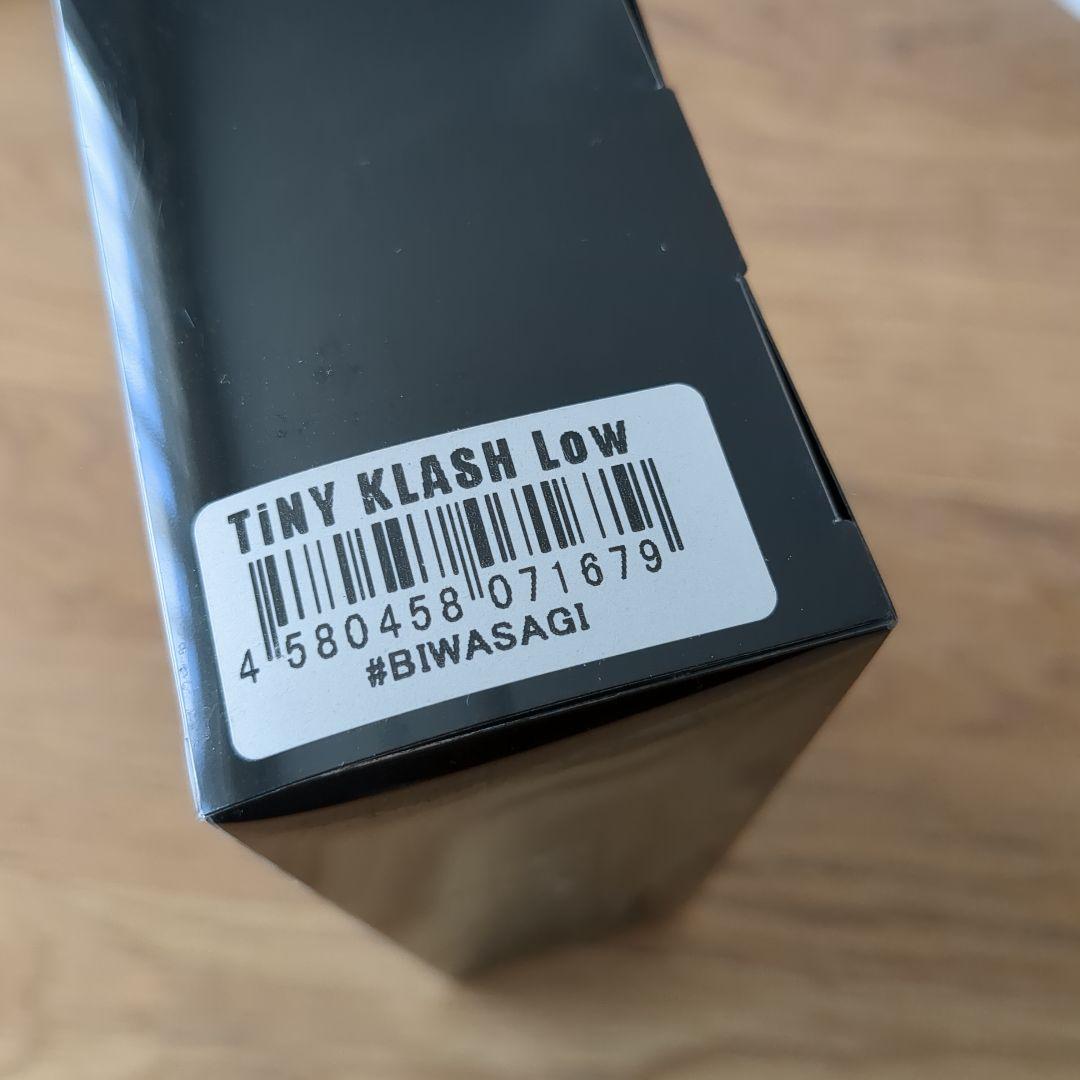 TiNY KLASH Low
4 580458 071679
#BIWASAGI